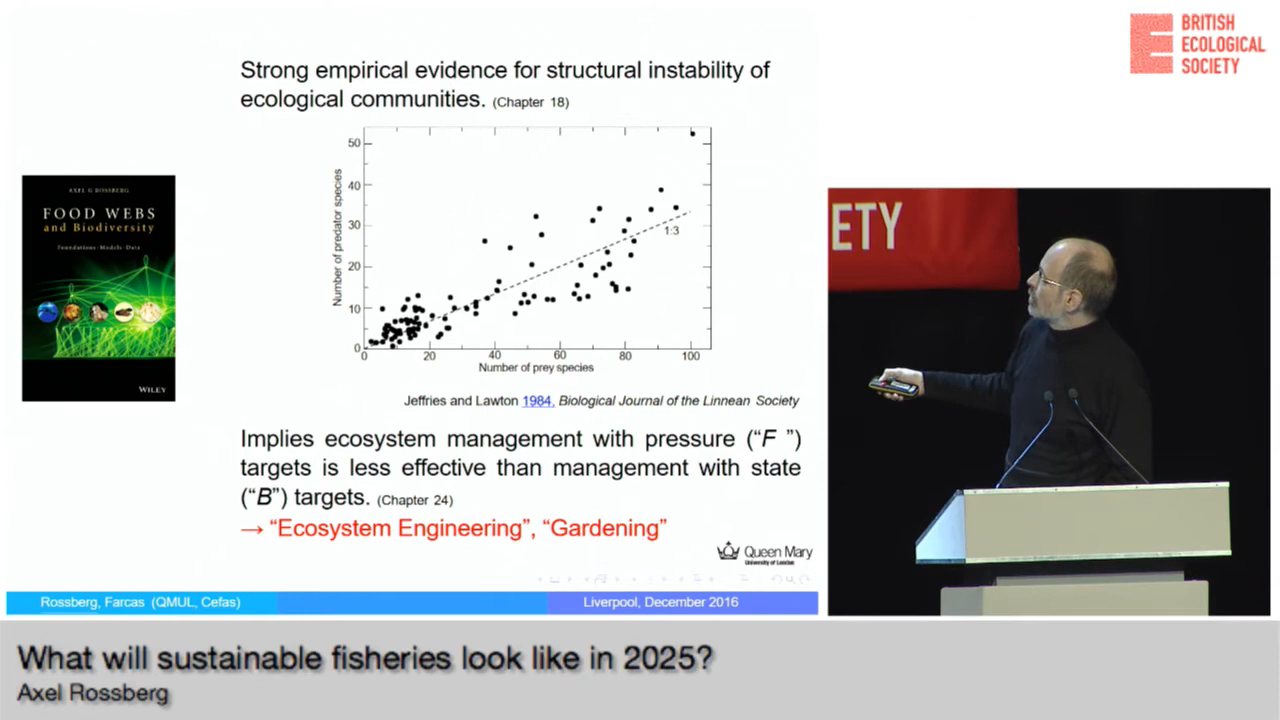 BRITISH
ECOLOGICAL
SOCIETY
Strong empirical evidence for structural instability of
ecological communities. (Chapter 18)
AXEL G ROSSBERG
FOOD WEBS
and Biodiversity
Foundations · Models · Data
WILEY
Number of predator species
50
40
30
20
10
0
1:3
0 20 40 60 80 100
Number of prey species
Jeffries and Lawton 1984, Biological Journal of the Linnean Society
Implies ecosystem management with pressure (“F ”)
targets is less effective than management with state
(“B”) targets. (Chapter 24)
→ “Ecosystem Engineering”, “Gardening”
Queen Mary
University of London
Rossberg, Farcas (QMUL, Cefas)
Liverpool, December 2016
ETY
What will sustainable fisheries look like in 2025?
Axel Rossberg